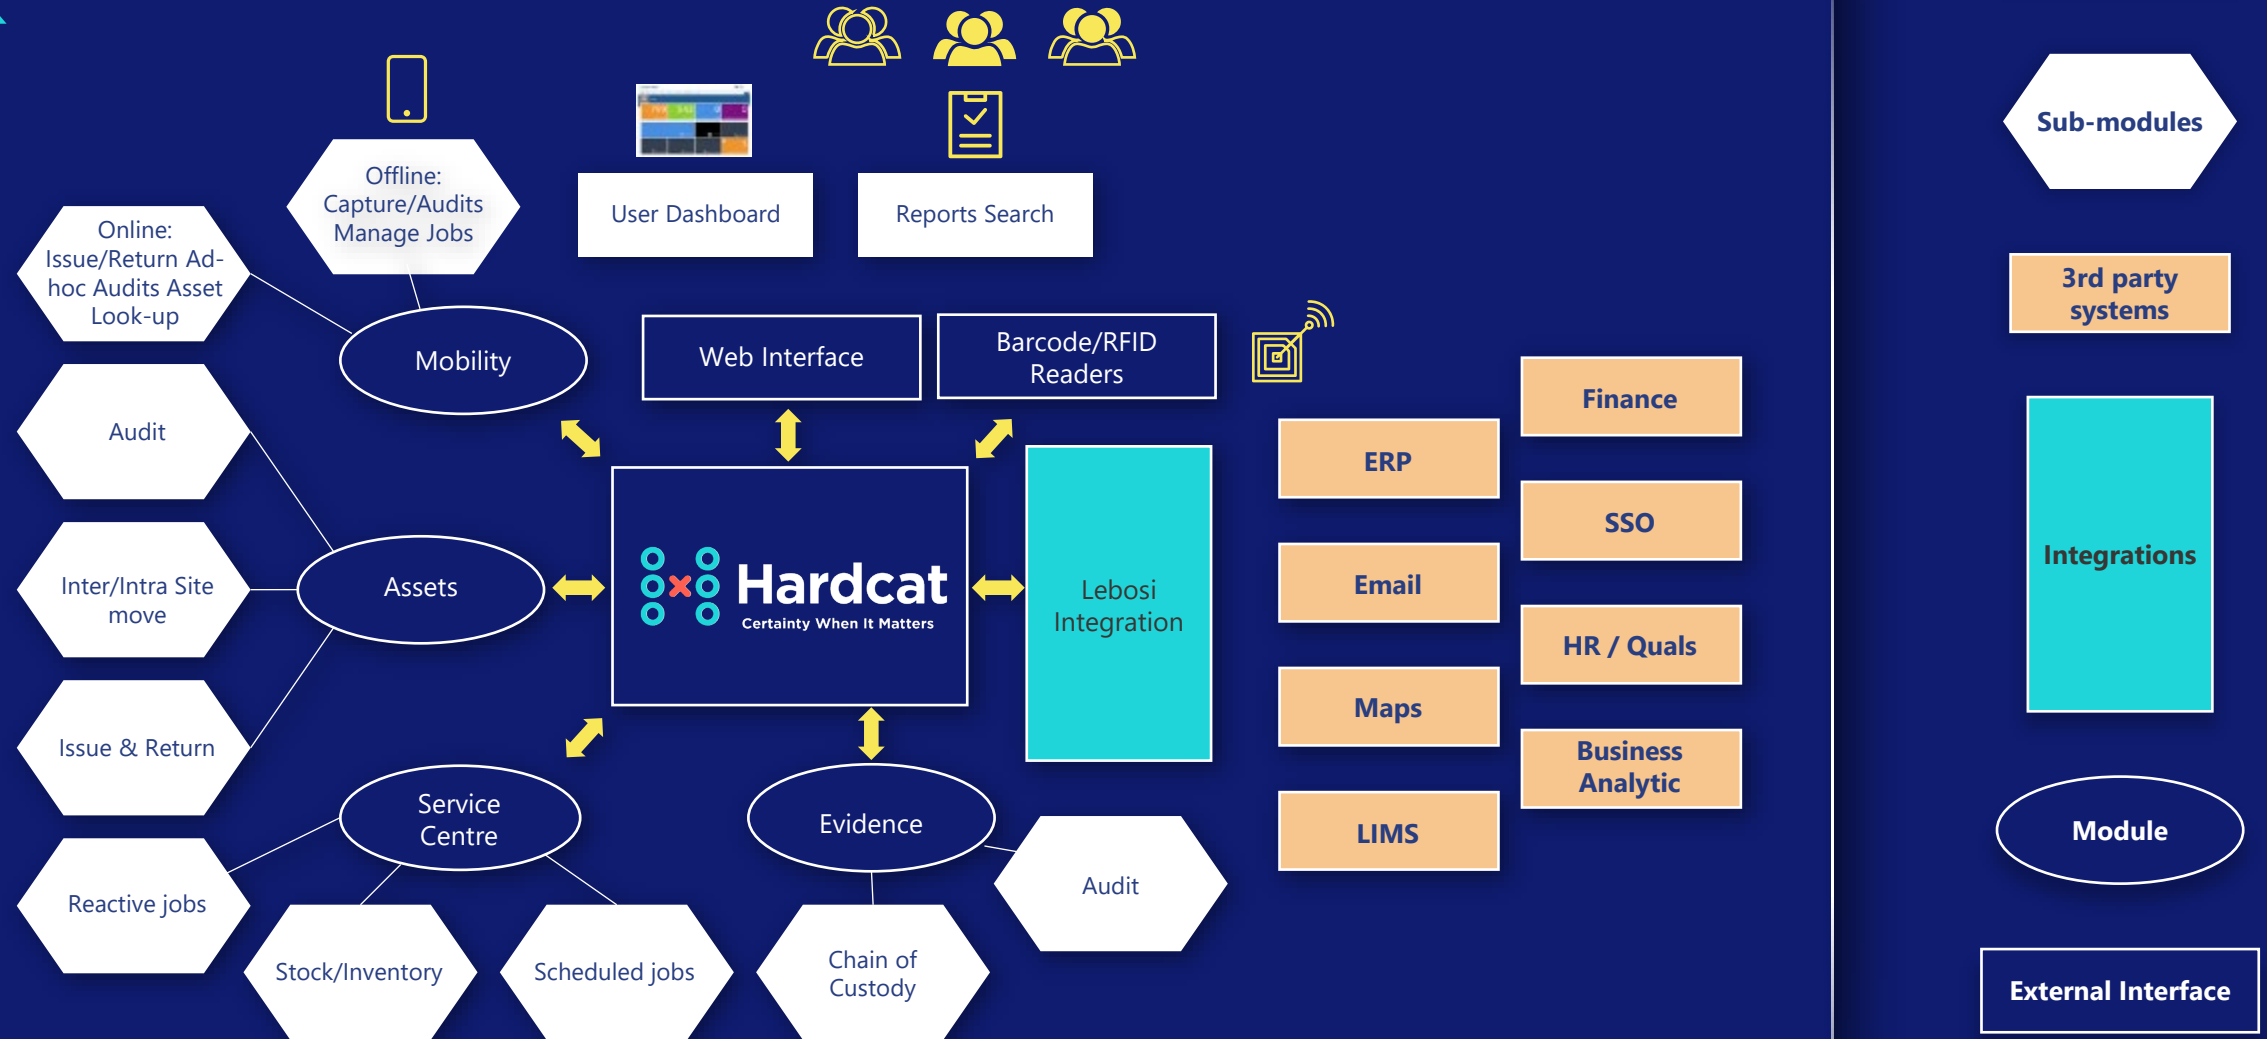 Offline:
Capture/Audits
Manage Jobs
User Dashboard
Reports Search
Online:
Issue/Return Ad-
hoc Audits Asset
Look-up
Mobility
Web Interface
Barcode/RFID
Readers
Audit
Assets
Inter/Intra Site
move
Issue & Return
Hardcat
Certainty When It Matters
Lebosi
Integration
Finance
ERP
SSO
Email
HR / Quals
Maps
Business
Analytic
LIMS
Service
Centre
Evidence
Reactive jobs
Stock/Inventory
Scheduled jobs
Chain of
Custody
Audit
Sub-modules
3rd party
systems
Integrations
Module
External Interface